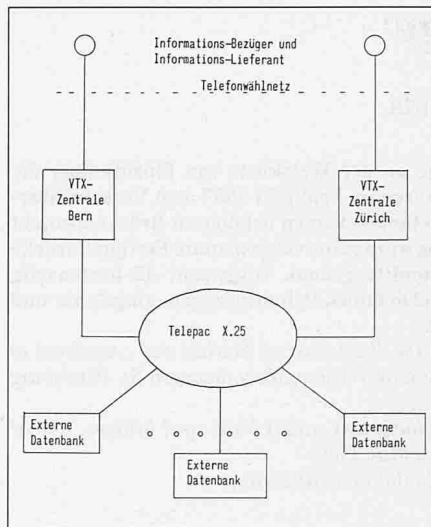 Informations-Bezüger und
Informations-Lieferant
Telefonwählnetz
VTX-
Zentrale
Bern
VTX-
Zentrale
Zürich
Telepac X.25
Externe
Datenbank
Externe
Datenbank
Externe
Datenbank